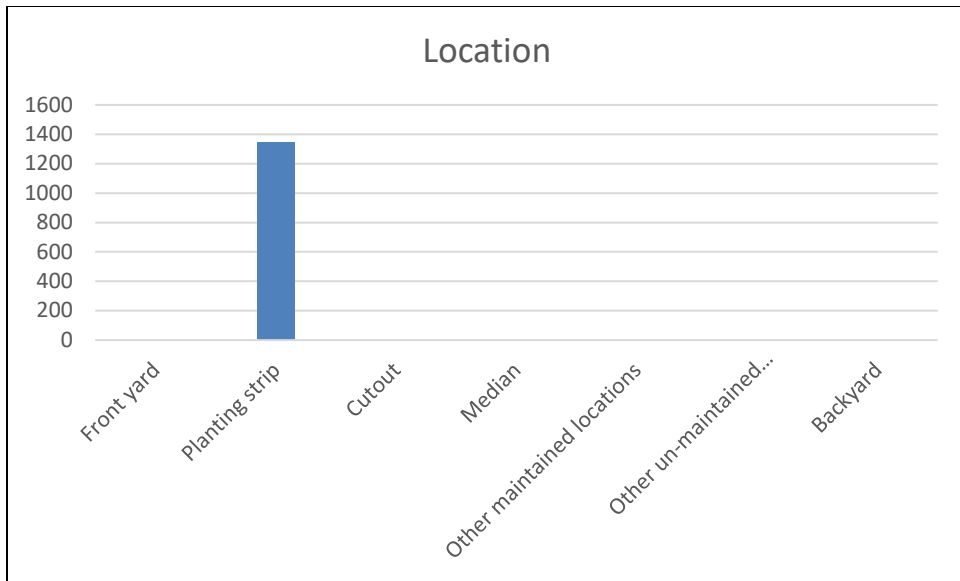 Location
1600
1400
1200
1000
800
600
400
200
0
Front yard
Planting strip
Cutout
Median
Other maintained locations
Other un-maintained...
Backyard